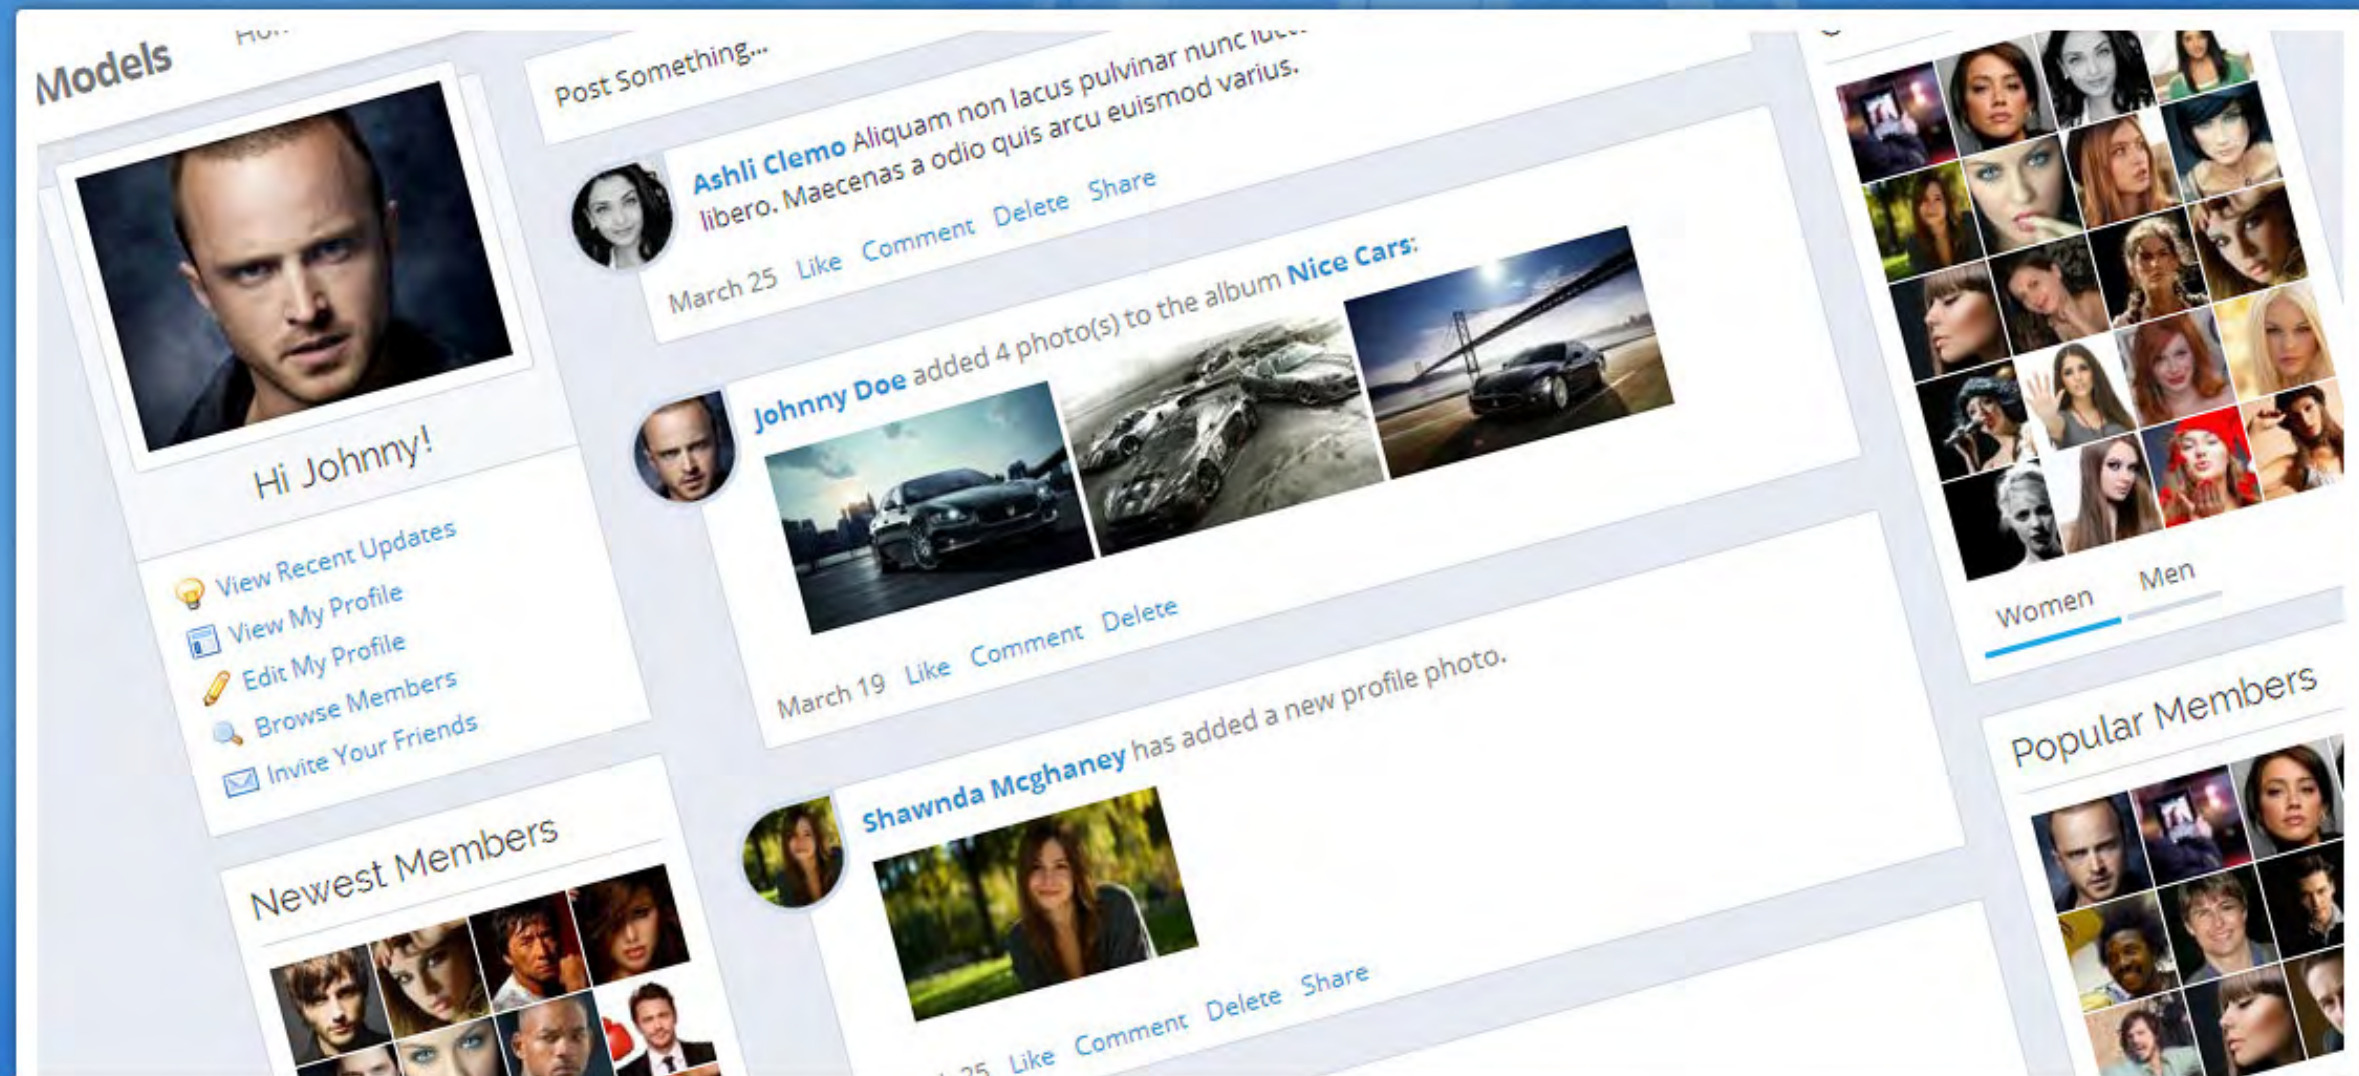 Models
Hi Johnny!
View Recent Updates
View My Profile
Edit My Profile
Browse Members
Invite Your Friends
Newest Members
Post Something...
Ashli Clemo Aliquam non lacus pulvinar nunc
libero. Maecenas a odio quis arcu euismod varius.
March 25 Like Comment Delete Share
Johnny Doe added 4 photo(s) to the album Nice Cars:
March 19 Like Comment Delete
Shawnda Mcghaney has added a new profile photo.
25 Like Comment Delete Share
Women Men
Popular Members